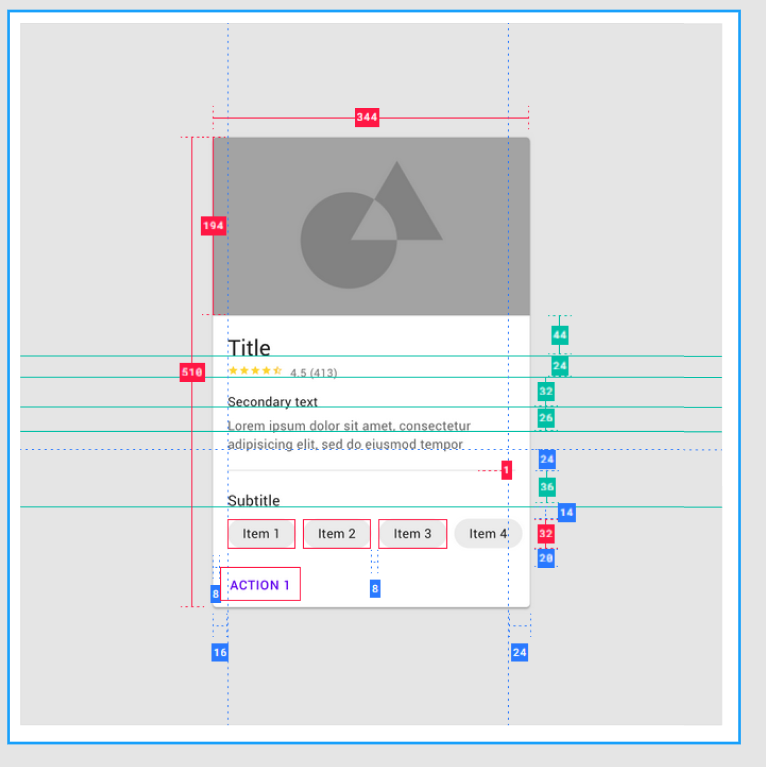 344
194
Title
44
510
4.5 (413)
24
32
Secondary text
26
Lorem ipsum dolor sit amet, consectetur
adipisicing elit, sed do eiusmod tempor
24
1
36
Subtitle
14
Item 1 Item 2 Item 3 Item 4
32
20
ACTION 1
8
8
16
24